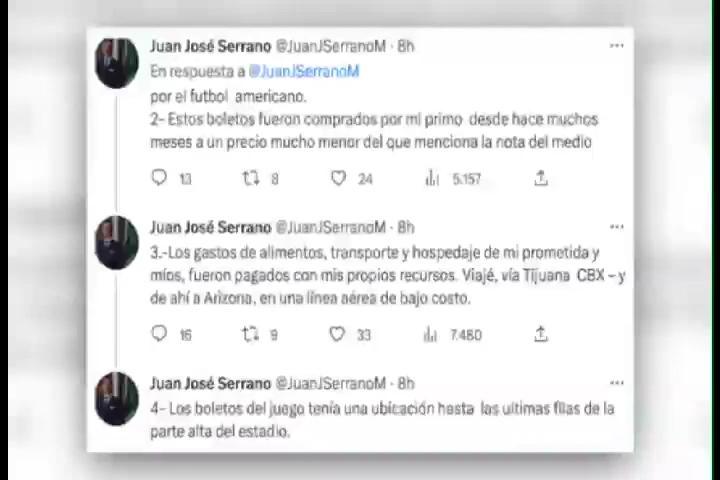 Juan José Serrano @JuanJSerranoM · 8h
En respuesta a @JuanJSerranoM
por el futbol americano.
2- Estos boletos fueron comprados por mi primo desde hace muchos
meses a un precio mucho menor del que menciona la nota del medio
13 8 24 5.157
Juan José Serrano @JuanJSerranoM · 8h
3.-Los gastos de alimentos, transporte y hospedaje de mi prometida y
míos, fueron pagados con mis propios recursos. Viajé, vía Tijuana CBX – y
de ahí a Arizona, en una línea aérea de bajo costo.
16 9 33 7.480
Juan José Serrano @JuanJSerranoM · 8h
4- Los boletos del juego tenía una ubicación hasta las ultimas filas de la
parte alta del estadio.